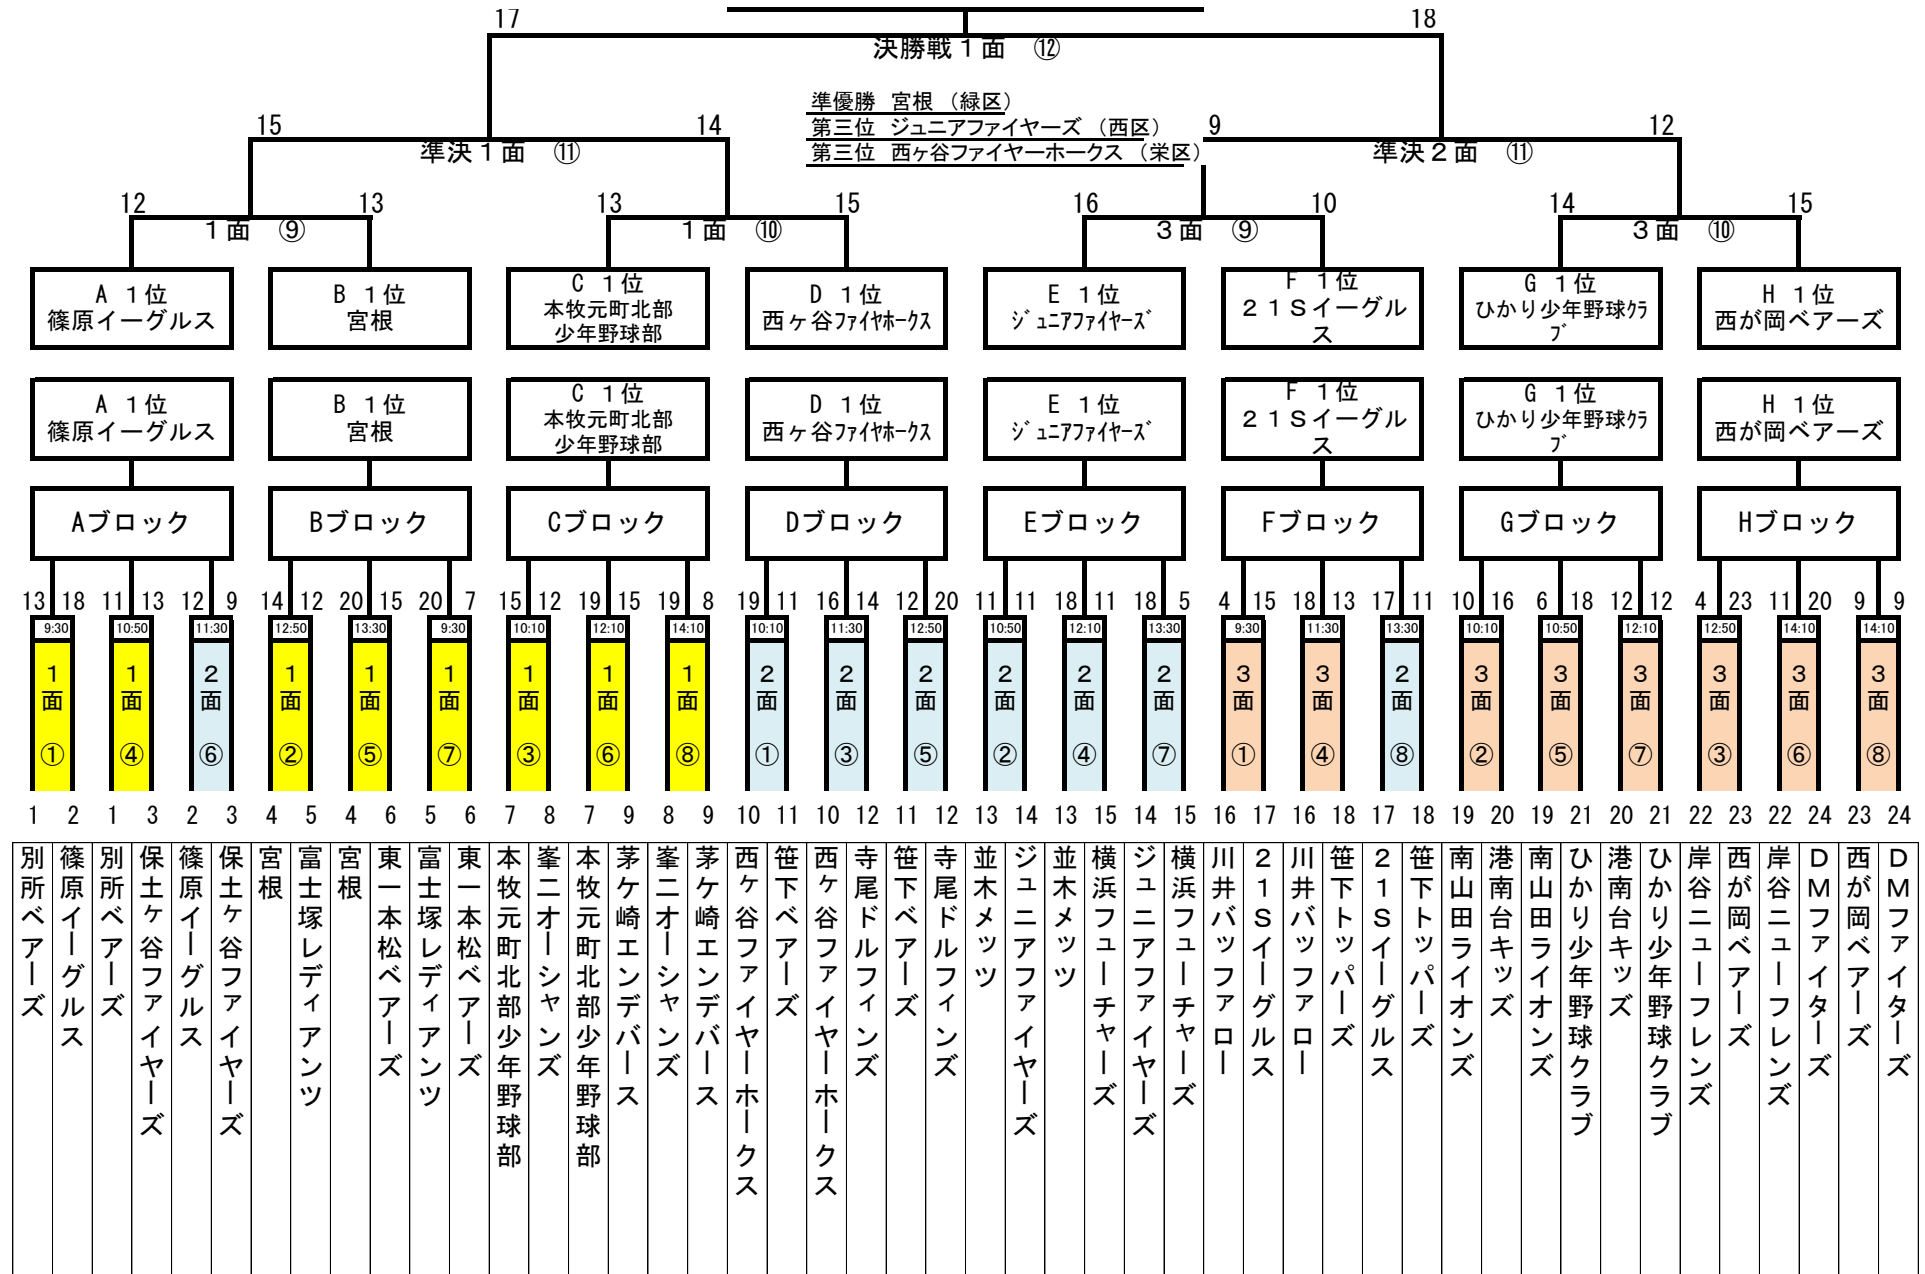 17 18
決勝戦１面 ⑫
準優勝 宮根 （緑区）
第三位 ジュニアファイヤーズ （西区）
第三位 西ヶ谷ファイヤーホークス （栄区）
15 14 9 12
準決１面 ⑪ 準決２面 ⑪
12 13 13 15 16 10 14 15
１面 ⑨ １面 ⑩ ３面 ⑨ ３面 ⑩
A １位
篠原イーグルス
B １位
宮根
C １位
本牧元町北部
少年野球部
D １位
西ヶ谷ﾌｧｲﾔﾎｰｸｽ
E １位
ｼﾞｭﾆｱﾌｧｲﾔｰｽﾞ
F １位
２１Ｓイーグル
ス
G １位
ひかり少年野球ｸﾗ
ﾌﾞ
H １位
西が岡ベアーズ
A １位
篠原イーグルス
B １位
宮根
C １位
本牧元町北部
少年野球部
D １位
西ヶ谷ﾌｧｲﾔﾎｰｸｽ
E １位
ｼﾞｭﾆｱﾌｧｲﾔｰｽﾞ
F １位
２１Ｓイーグル
ス
G １位
ひかり少年野球ｸﾗ
ﾌﾞ
H １位
西が岡ベアーズ
Aブロック Bブロック Cブロック Dブロック Eブロック Fブロック Gブロック Hブロック
13 18 11 13 12 9 14 12 20 15 20 7 15 12 19 15 19 8 19 11 16 14 12 20 11 11 18 11 18 5 4 15 18 13 17 11 10 16 6 18 12 12 4 23 11 20 9 9
9:30 10:50 11:30 12:50 13:30 9:30 10:10 12:10 14:10 10:10 11:30 12:50 10:50 12:10 13:30 9:30 11:30 13:30 10:10 10:50 12:10 12:50 14:10 14:10
１面 １面 ２面 １面 １面 １面 １面 １面 １面 ２面 ２面 ２面 ２面 ２面 ２面 ３面 ３面 ２面 ３面 ３面 ３面 ３面 ３面 ３面
① ④ ⑥ ② ⑤ ⑦ ③ ⑥ ⑧ ① ③ ⑤ ② ④ ⑦ ① ④ ⑧ ② ⑤ ⑦ ③ ⑥ ⑧
1 2 1 3 2 3 4 5 4 6 5 6 7 8 7 9 8 9 10 11 10 12 11 12 13 14 13 15 14 15 16 17 16 18 17 18 19 20 19 21 20 21 22 23 22 24 23 24
別所ベアーズ
篠原イーグルス
別所ベアーズ
保土ヶ谷ファイヤーズ
篠原イーグルス
保土ヶ谷ファイヤーズ
宮根
富士塚レディアンツ
宮根
東一本松ベアーズ
富士塚レディアンツ
東一本松ベアーズ
本牧元町北部少年野球部
峯二オーシャンズ
本牧元町北部少年野球部
茅ケ崎エンデバース
峯二オーシャンズ
茅ケ崎エンデバース
西ヶ谷ファイヤーホークス
笹下ベアーズ
西ヶ谷ファイヤーホークス
寺尾ドルフィンズ
笹下ベアーズ
寺尾ドルフィンズ
並木メッツ
ジュニアファイヤーズ
並木メッツ
横浜フューチャーズ
ジュニアファイヤーズ
横浜フューチャーズ
川井バッファロー
２１Ｓイーグルス
川井バッファロー
笹下トッパーズ
２１Ｓイーグルス
笹下トッパーズ
南山田ライオンズ
港南台キッズ
南山田ライオンズ
ひかり少年野球クラブ
港南台キッズ
ひかり少年野球クラブ
岸谷ニューフレンズ
西が岡ベアーズ
岸谷ニューフレンズ
ＤＭファイターズ
西が岡ベアーズ
ＤＭファイターズ